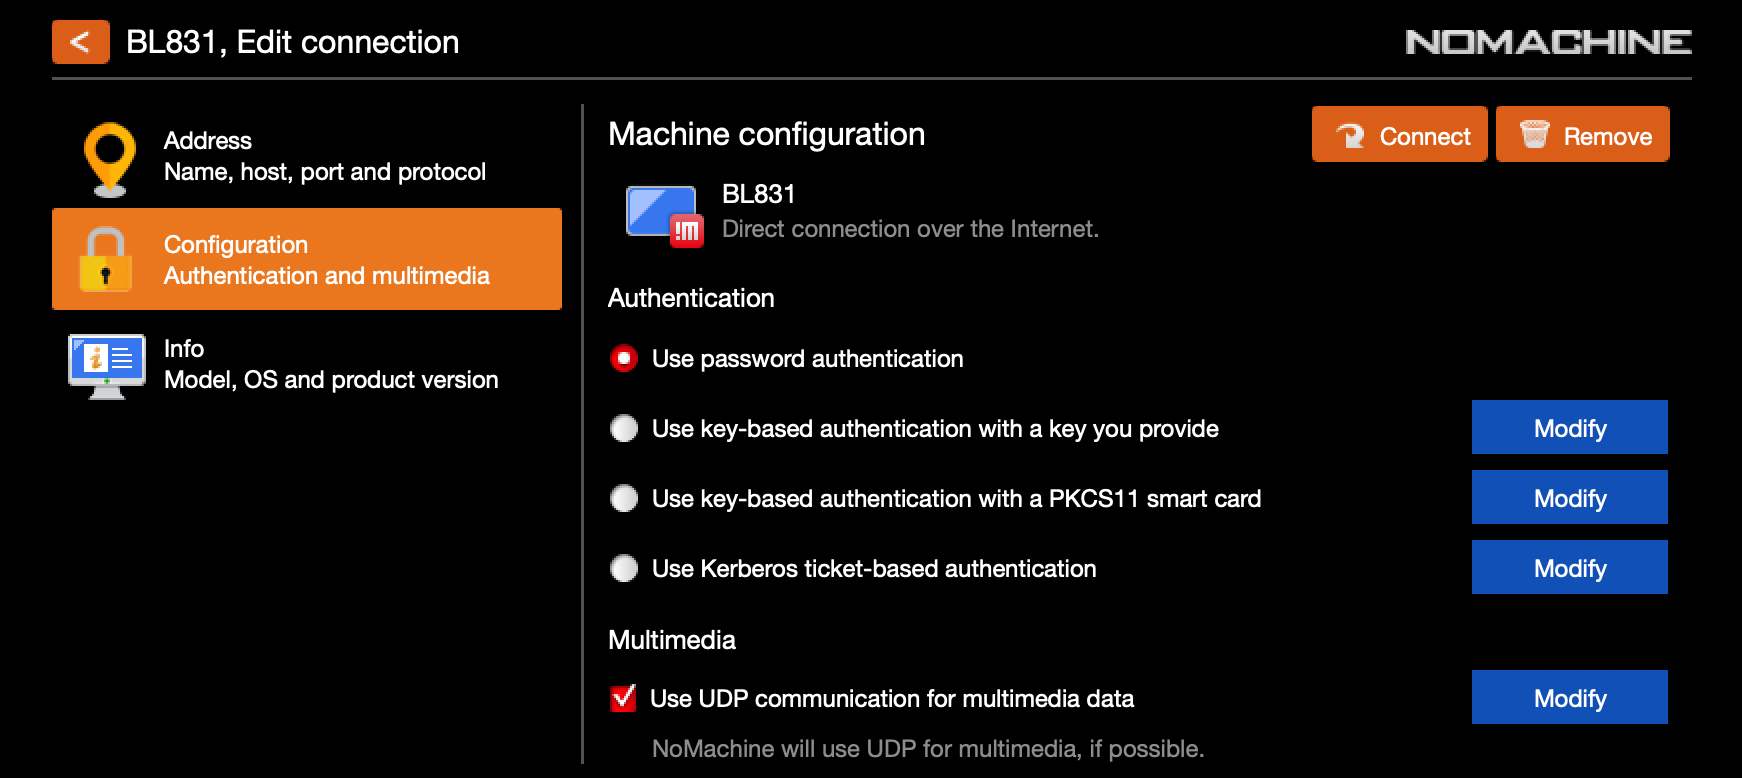 BL831, Edit connection
NOMACHINE
Address
Name, host, port and protocol
Configuration
Authentication and multimedia
Info
Model, OS and product version
Machine configuration
Connect
Remove
BL831
!m
Direct connection over the Internet.
Authentication
Use password authentication
Use key-based authentication with a key you provide
Modify
Use key-based authentication with a PKCS11 smart card
Modify
Use Kerberos ticket-based authentication
Modify
Multimedia
Use UDP communication for multimedia data
Modify
NoMachine will use UDP for multimedia, if possible.